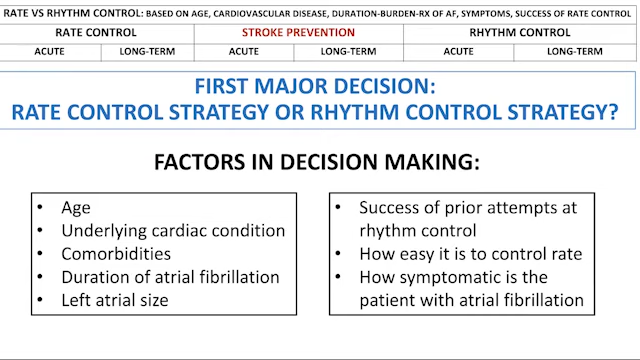 RATE VS RHYTHM CONTROL: BASED ON AGE, CARDIOVASCULAR DISEASE, DURATION-BURDEN-RX OF AF, SYMPTOMS, SUCCESS OF RATE CONTROL
RATE CONTROL STROKE PREVENTION RHYTHM CONTROL
ACUTE LONG-TERM ACUTE LONG-TERM ACUTE LONG-TERM
FIRST MAJOR DECISION:
RATE CONTROL STRATEGY OR RHYTHM CONTROL STRATEGY?
FACTORS IN DECISION MAKING:
• Age
• Underlying cardiac condition
• Comorbidities
• Duration of atrial fibrillation
• Left atrial size
• Success of prior attempts at
rhythm control
• How easy it is to control rate
• How symptomatic is the
patient with atrial fibrillation